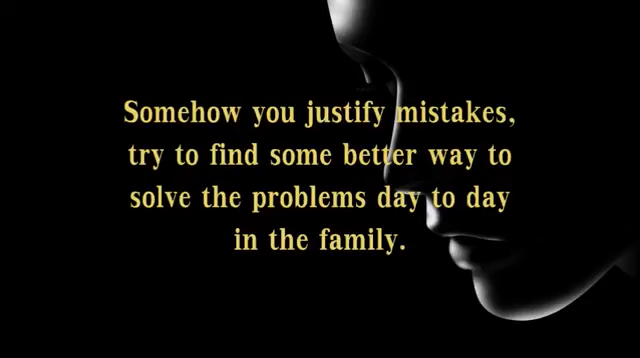 Somehow you justify mistakes,
try to find some better way to
solve the problems day to day
in the family.